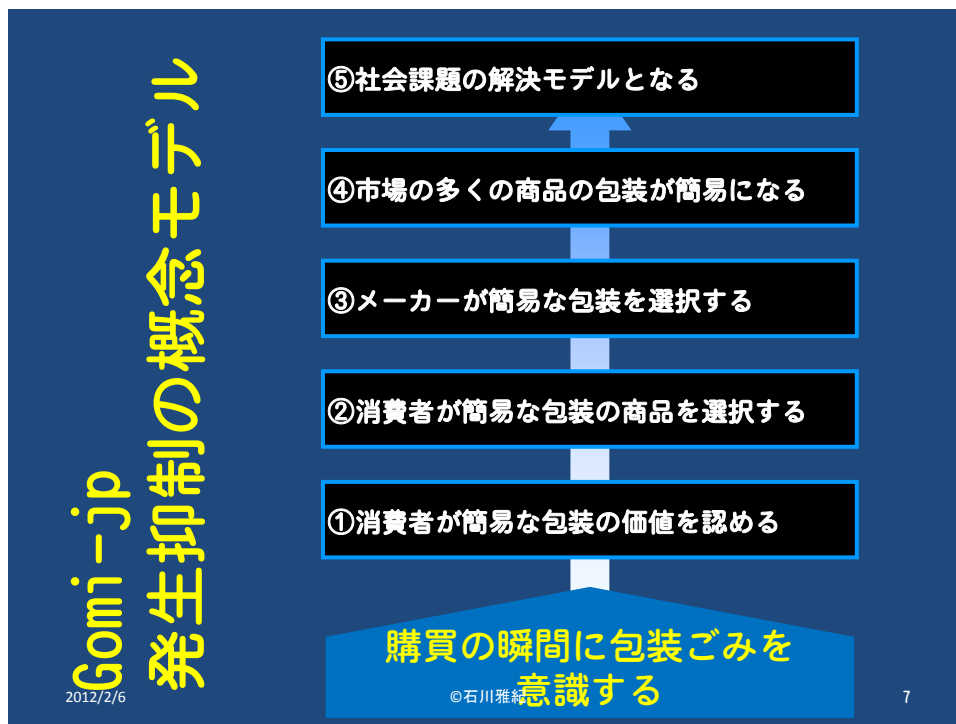 Gomi-jp
発生抑制の概念モデル
⑤社会課題の解決モデルとなる
④市場の多くの商品の包装が簡易になる
③メーカーが簡易な包装を選択する
②消費者が簡易な包装の商品を選択する
①消費者が簡易な包装の価値を認める
購買の瞬間に包装ごみを
意識する
2012/2/6
©石川雅紀
7